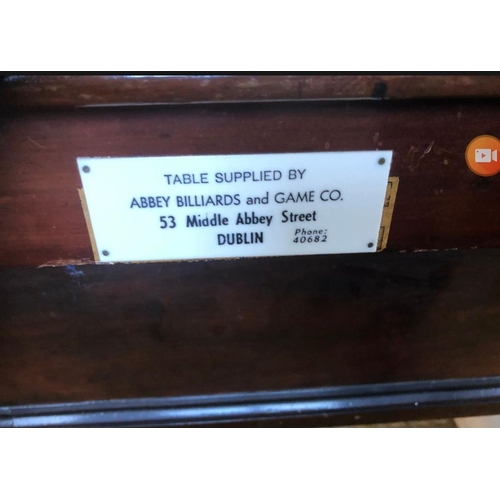 TABLE SUPPLIED BY
ABBEY BILLIARDS and GAME CO.
53 Middle Abbey Street
DUBLIN Phone:
40682